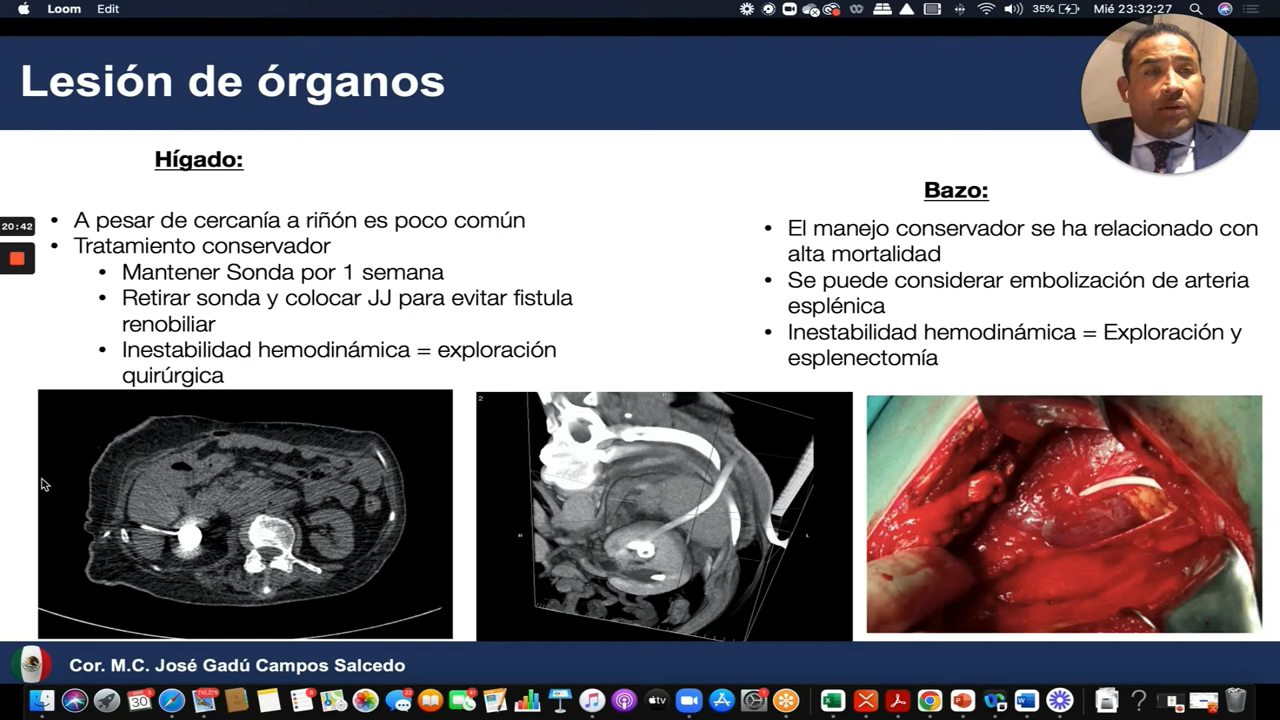 Loom Edit
35% Mié 23:32:27
Lesión de órganos
Hígado:
• A pesar de cercanía a riñón es poco común
• Tratamiento conservador
• Mantener Sonda por 1 semana
• Retirar sonda y colocar JJ para evitar fistula
renobiliar
• Inestabilidad hemodinámica = exploración
quirúrgica
20:42
Bazo:
• El manejo conservador se ha relacionado con
alta mortalidad
• Se puede considerar embolización de arteria
esplénica
• Inestabilidad hemodinámica = Exploración y
esplenectomía
2
L
Cor. M.C. José Gadú Campos Salcedo
30